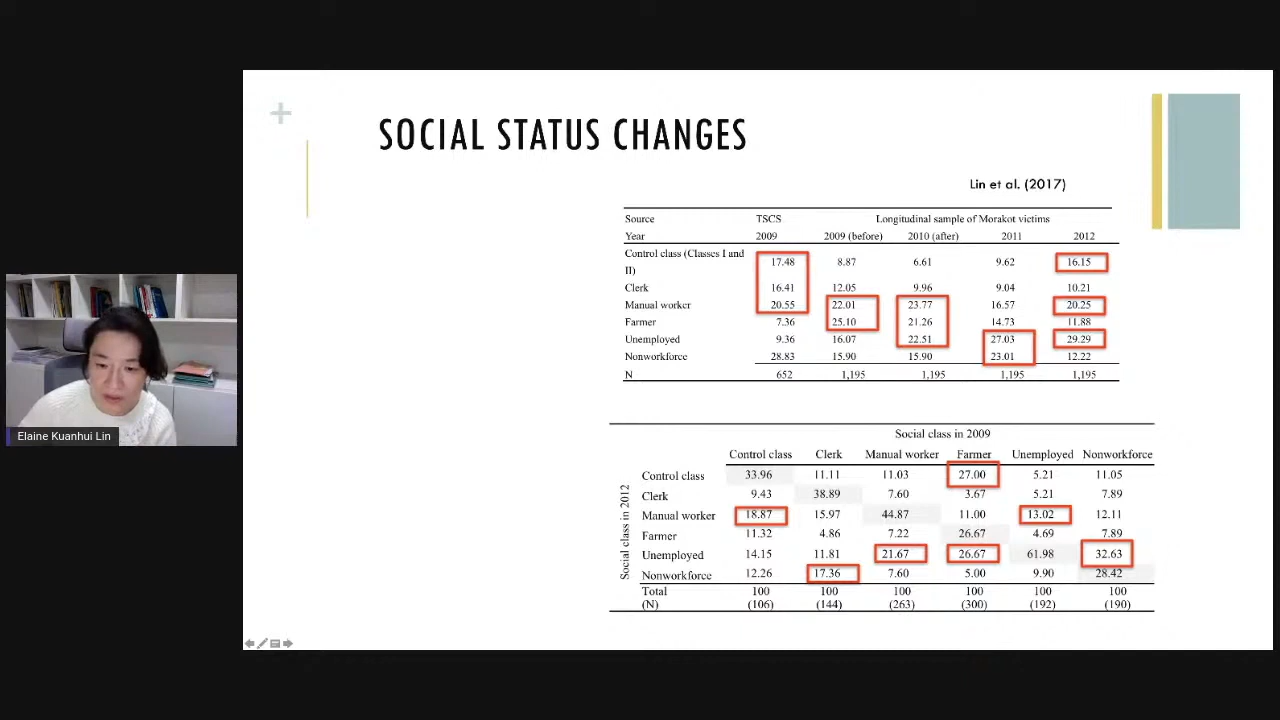 SOCIAL STATUS CHANGES
Lin et al. (2017)
Source TSCS Longitudinal sample of Morakot victims
Year 2009 2009 (before) 2010 (after) 2011 2012
Control class (Classes I and II) 17.48 8.87 6.61 9.62 16.15
Clerk 16.41 12.05 9.96 9.04 10.21
Manual worker 20.55 22.01 23.77 16.57 20.25
Farmer 7.36 25.10 21.26 14.73 11.88
Unemployed 9.36 16.07 22.51 27.03 29.29
Nonworkforce 28.83 15.90 15.90 23.01 12.22
N 652 1,195 1,195 1,195 1,195
Social class in 2009
Control class Clerk Manual worker Farmer Unemployed Nonworkforce
Social class in 2012
Control class 33.96 11.11 11.03 27.00 5.21 11.05
Clerk 9.43 38.89 7.60 3.67 5.21 7.89
Manual worker 18.87 15.97 44.87 11.00 13.02 12.11
Farmer 11.32 4.86 7.22 26.67 4.69 7.89
Unemployed 14.15 11.81 21.67 26.67 61.98 32.63
Nonworkforce 12.26 17.36 7.60 5.00 9.90 28.42
Total 100 100 100 100 100 100
(N) (106) (144) (263) (300) (192) (190)
Elaine Kuanhui Lin